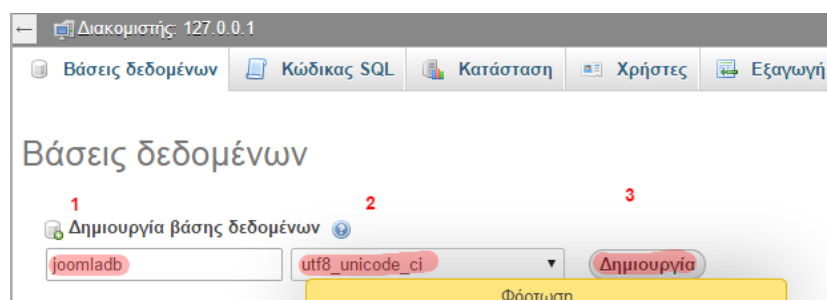 ← Διακομιστής: 127.0.0.1
Βάσεις δεδομένων Κώδικας SQL Κατάσταση Χρήστες Εξαγωγή
Βάσεις δεδομένων
1 2 3
Δημιουργία βάσης δεδομένων
joomladb utf8_unicode_ci Δημιουργία
Φόρτωση